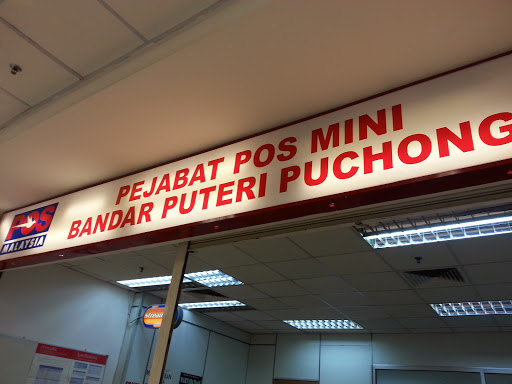 PEJABAT POS MINI
BANDAR PUTERI PUCHONG
POS
MALAYSIA